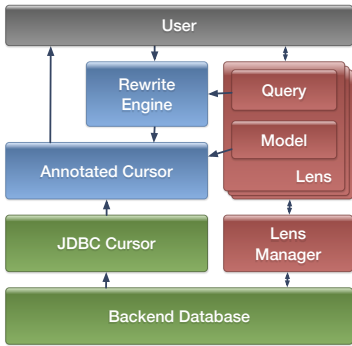 User
Rewrite
Engine
Query
Model
Lens
Annotated Cursor
JDBC Cursor
Lens
Manager
Backend Database